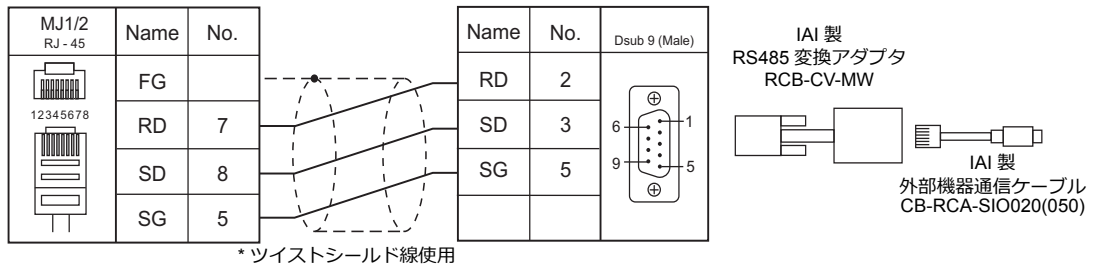 MJ1/2
RJ - 45
Name
No.
12345678
FG
RD
7
SD
8
SG
5
* ツイストシールド線使用
Name
No.
Dsub 9 (Male)
RD
2
SD
3
SG
5
6
1
9
5
IAI 製
RS485 変換アダプタ
RCB-CV-MW
IAI 製
外部機器通信ケーブル
CB-RCA-SIO020(050)